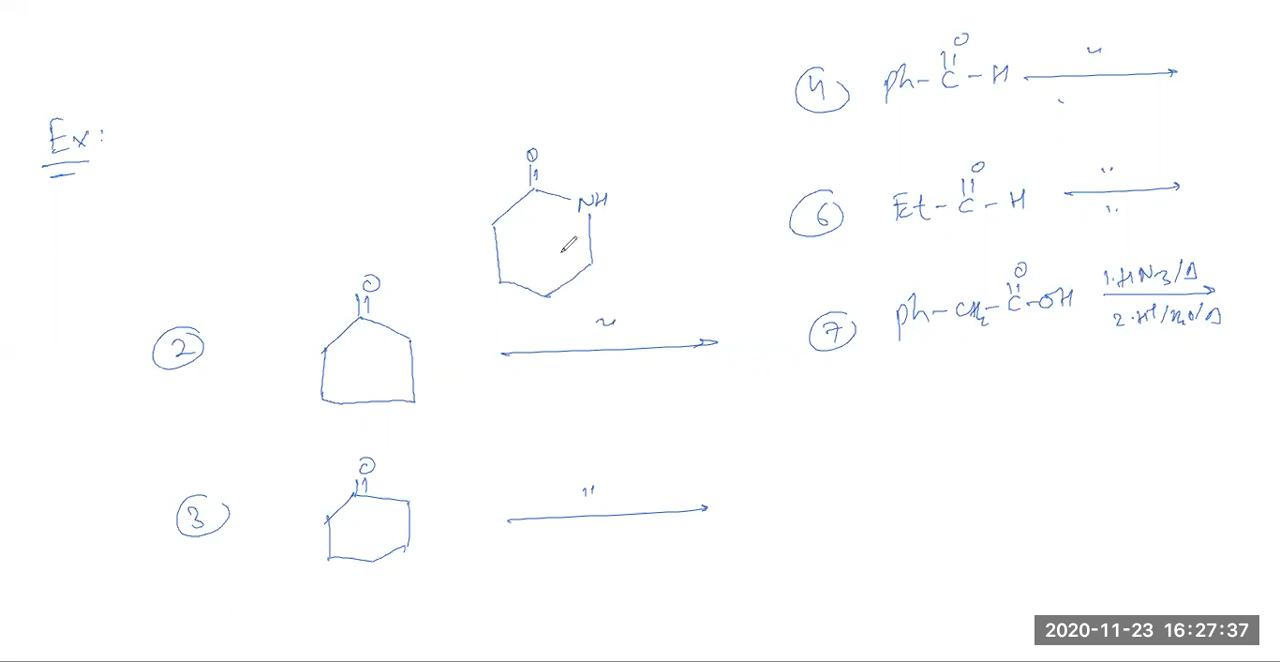 Ex:
O
NH
② O
"
③ O
"
④ Ph-C-H
O
"
⑥ Et-C-H
O
"
"
⑦ Ph-CH2-C-OH
O
1. HN3/Δ
2. H+/H2O/Δ
2020-11-23 16:27:37